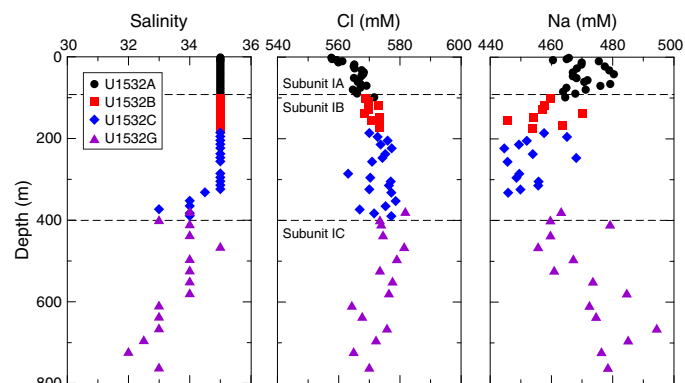 Salinity
Cl (mM)
Na (mM)
30 32 34 36
540 560 580 600
440 460 480 500
0
200
400
600
800
Depth (m)
U1532A
U1532B
U1532C
U1532G
Subunit IA
Subunit IB
Subunit IC